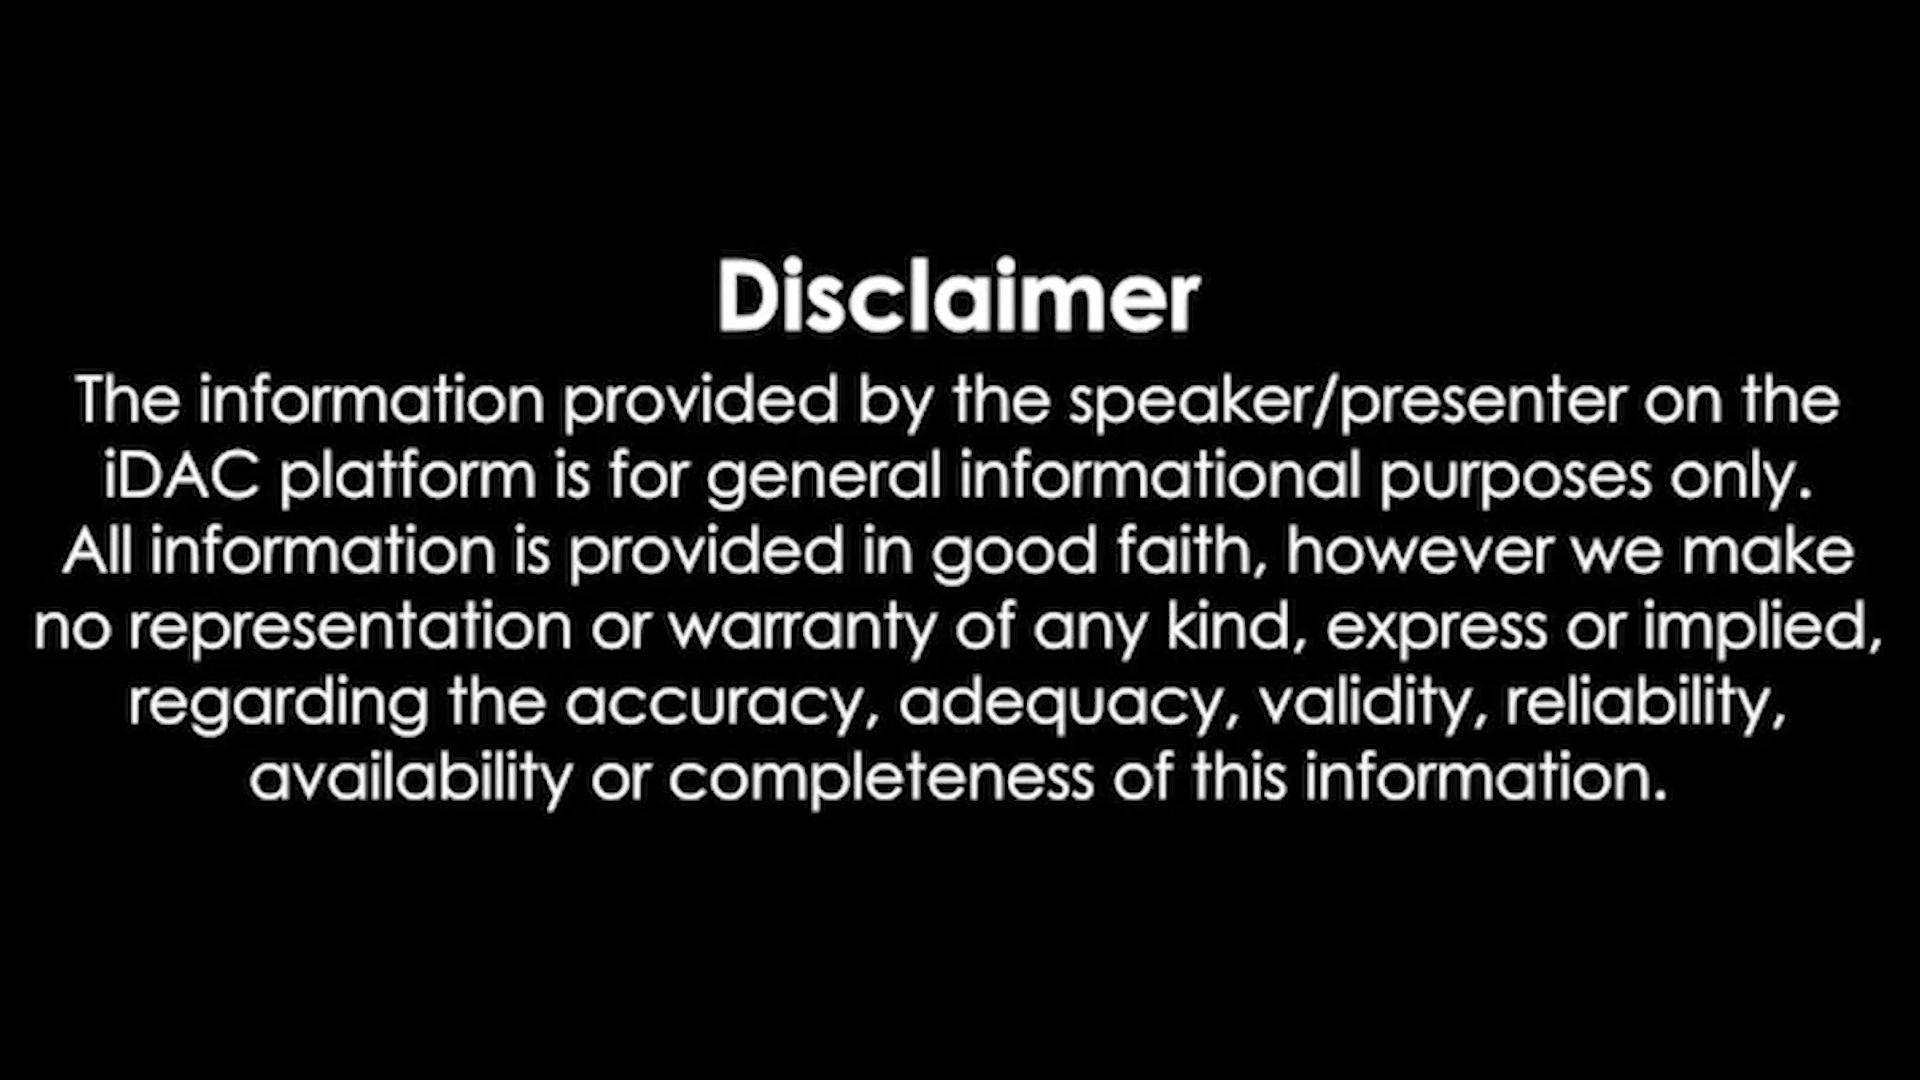 Disclaimer
The information provided by the speaker/presenter on the
iDAC platform is for general informational purposes only.
All information is provided in good faith, however we make
no representation or warranty of any kind, express or implied,
regarding the accuracy, adequacy, validity, reliability,
availability or completeness of this information.